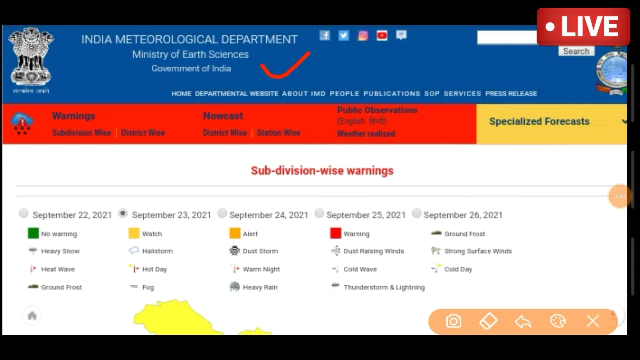 LIVE
INDIA METEOROLOGICAL DEPARTMENT
Ministry of Earth Sciences
Government of India
Search
HOME DEPARTMENTAL WEBSITE ABOUT IMD PEOPLE PUBLICATIONS SOP SERVICES PRESS RELEASE
Warnings
Subdivision Wise | District Wise
Nowcast
District Wise | Station Wise
Public Observations
(English हिन्दी)
Weather realized
Specialized Forecasts
Sub-division-wise warnings
September 22, 2021 September 23, 2021 September 24, 2021 September 25, 2021 September 26, 2021
No warning Watch Alert Warning Ground Frost
Heavy Snow Hailstorm Dust Storm Dust Raising Winds Strong Surface Winds
Heat Wave Hot Day Warm Night Cold Wave Cold Day
Ground Frost Fog Heavy Rain Thunderstorm & Lightning